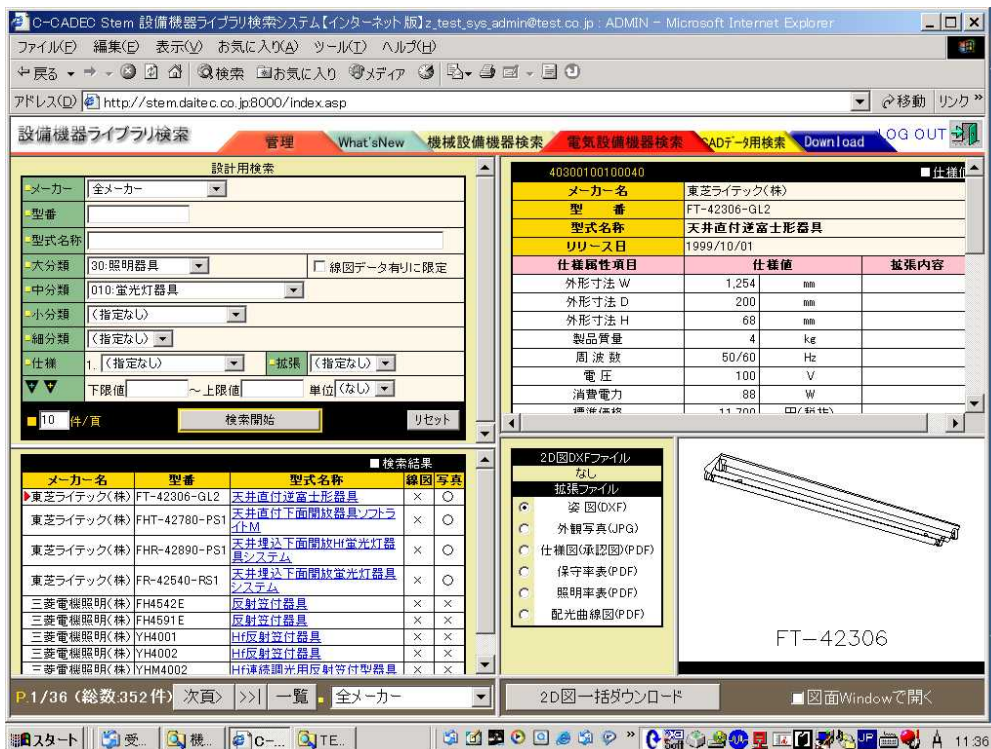 C-CADEC Stem 設備機器ライブラリ検索システム【インターネット版】z_test_sys_admin@test.co.jp : ADMIN - Microsoft Internet Explorer
ファイル(F) 編集(E) 表示(V) お気に入り(A) ツール(T) ヘルプ(H)
戻る 検索 お気に入り メディア
アドレス(D) http://stem.daitec.co.jp:8000/index.asp 移動 リンク »
設備機器ライブラリ検索 管理 What'sNew 機械設備機器検索 電気設備機器検索 CADデータ用検索 Download LOG OUT
設計用検索
メーカー 全メーカー
型番
型式名称
大分類 30:照明器具 線図データ有りに限定
中分類 010:蛍光灯器具
小分類 (指定なし)
細分類 (指定なし)
仕様 1. (指定なし) 拡張 (指定なし)
下限値 ～上限値 単位 (なし)
10 件/頁 検索開始 リセット
40300100100040 ■仕様値
メーカー名 東芝ライテック(株)
型 番 FT-42306-GL2
型式名称 天井直付逆富士形器具
リリース日 1999/10/01
仕様属性項目 仕様値 拡張内容
外形寸法 W 1,254 mm
外形寸法 D 200 mm
外形寸法 H 68 mm
製品質量 4 kg
周 波 数 50/60 Hz
電 圧 100 V
消費電力 88 W
標準価格 11,700 円(税抜)
■検索結果
メーカー名 型番 型式名称 線図 写真
東芝ライテック(株) FT-42306-GL2 天井直付逆富士形器具 × ○
東芝ライテック(株) FHT-42780-PS1 天井直付下面開放器具ソフトライトM × ○
東芝ライテック(株) FHR-42890-PS1 天井埋込下面開放Hf蛍光灯器具システム × ○
東芝ライテック(株) FR-42540-RS1 天井埋込下面開放蛍光灯器具システム × ○
三菱電機照明(株) FH4542E 反射笠付器具 × ×
三菱電機照明(株) FH4591E 反射笠付器具 × ×
三菱電機照明(株) YH4001 Hf反射笠付器具 × ×
三菱電機照明(株) YH4002 Hf反射笠付器具 × ×
三菱電機照明(株) YHM4002 Hf連続調光用反射笠付型器具 × ×
P.1/36 (総数:352件) 次頁> >>| 一覧 全メーカー
2D図DXFファイル
なし
拡張ファイル
姿 図(DXF)
外観写真(JPG)
仕様図(承認図)(PDF)
保守率表(PDF)
照明率表(PDF)
配光曲線図(PDF)
FT-42306
2D図一括ダウンロード ■図面Windowで開く
スタート 受... 機... C-... TE... » JP A 11:36